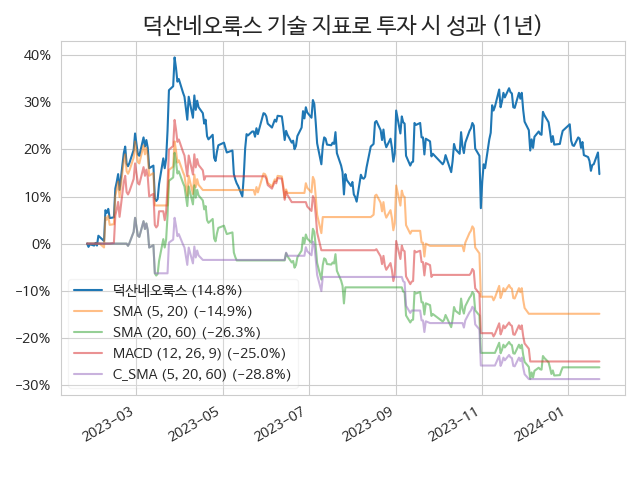 덕산네오룩스 기술 지표로 투자 시 성과 (1년)
40%
30%
20%
10%
0%
−10%
−20%
−30%
덕산네오룩스 (14.8%)
SMA (5, 20) (−14.9%)
SMA (20, 60) (−26.3%)
MACD (12, 26, 9) (−25.0%)
C_SMA (5, 20, 60) (−28.8%)
2023−03
2023−05
2023−07
2023−09
2023−11
2024−01